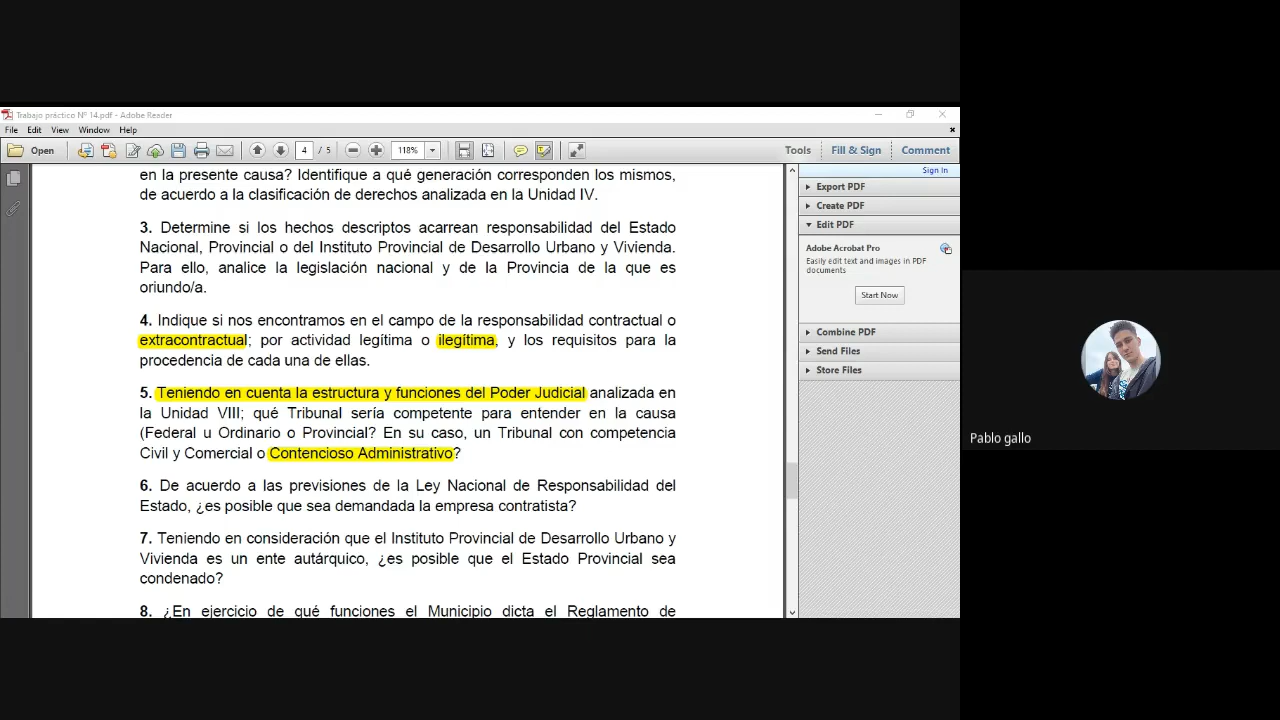 Trabajo práctico Nº 14.pdf - Adobe Reader
File Edit View Window Help
Open 4 / 5 118% Tools Fill & Sign Comment
Sign In
Export PDF
Create PDF
Edit PDF
Adobe Acrobat Pro
Easily edit text and images in PDF
documents
Start Now
Combine PDF
Send Files
Store Files
en la presente causa? Identifique a qué generación corresponden los mismos,
de acuerdo a la clasificación de derechos analizada en la Unidad IV.
3. Determine si los hechos descriptos acarrean responsabilidad del Estado
Nacional, Provincial o del Instituto Provincial de Desarrollo Urbano y Vivienda.
Para ello, analice la legislación nacional y de la Provincia de la que es
oriundo/a.
4. Indique si nos encontramos en el campo de la responsabilidad contractual o
extracontractual; por actividad legítima o ilegítima, y los requisitos para la
procedencia de cada una de ellas.
5. Teniendo en cuenta la estructura y funciones del Poder Judicial analizada en
la Unidad VIII; qué Tribunal sería competente para entender en la causa
(Federal u Ordinario o Provincial? En su caso, un Tribunal con competencia
Civil y Comercial o Contencioso Administrativo?
6. De acuerdo a las previsiones de la Ley Nacional de Responsabilidad del
Estado, ¿es posible que sea demandada la empresa contratista?
7. Teniendo en consideración que el Instituto Provincial de Desarrollo Urbano y
Vivienda es un ente autárquico, ¿es posible que el Estado Provincial sea
condenado?
8. ¿En ejercicio de qué funciones el Municipio dicta el Reglamento de
Pablo gallo